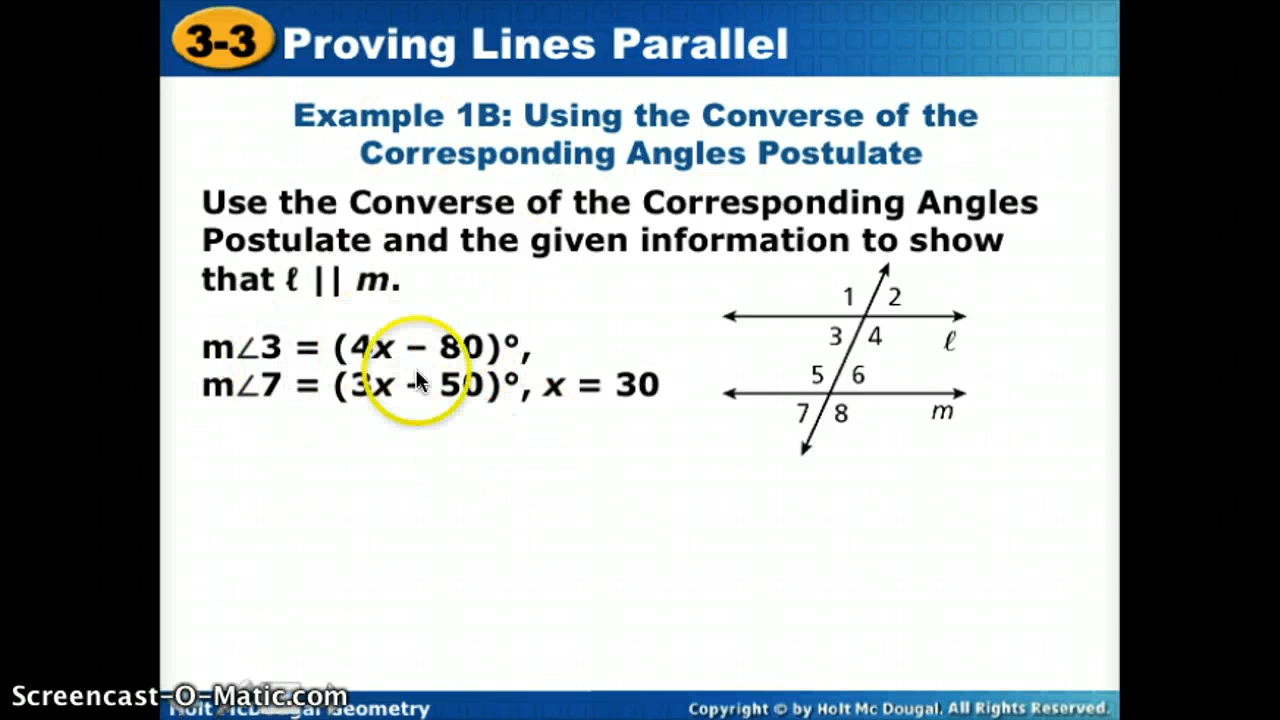 3-3 Proving Lines Parallel
Example 1B: Using the Converse of the
Corresponding Angles Postulate
Use the Converse of the Corresponding Angles
Postulate and the given information to show
that ℓ || m.
m∠3 = (4x – 80)°,
m∠7 = (3x – 50)°, x = 30
1 2
3 4 ℓ
5 6
7 8 m
Screencast-O-Matic.com
Holt McDougal Geometry
Copyright © by Holt Mc Dougal. All Rights Reserved.